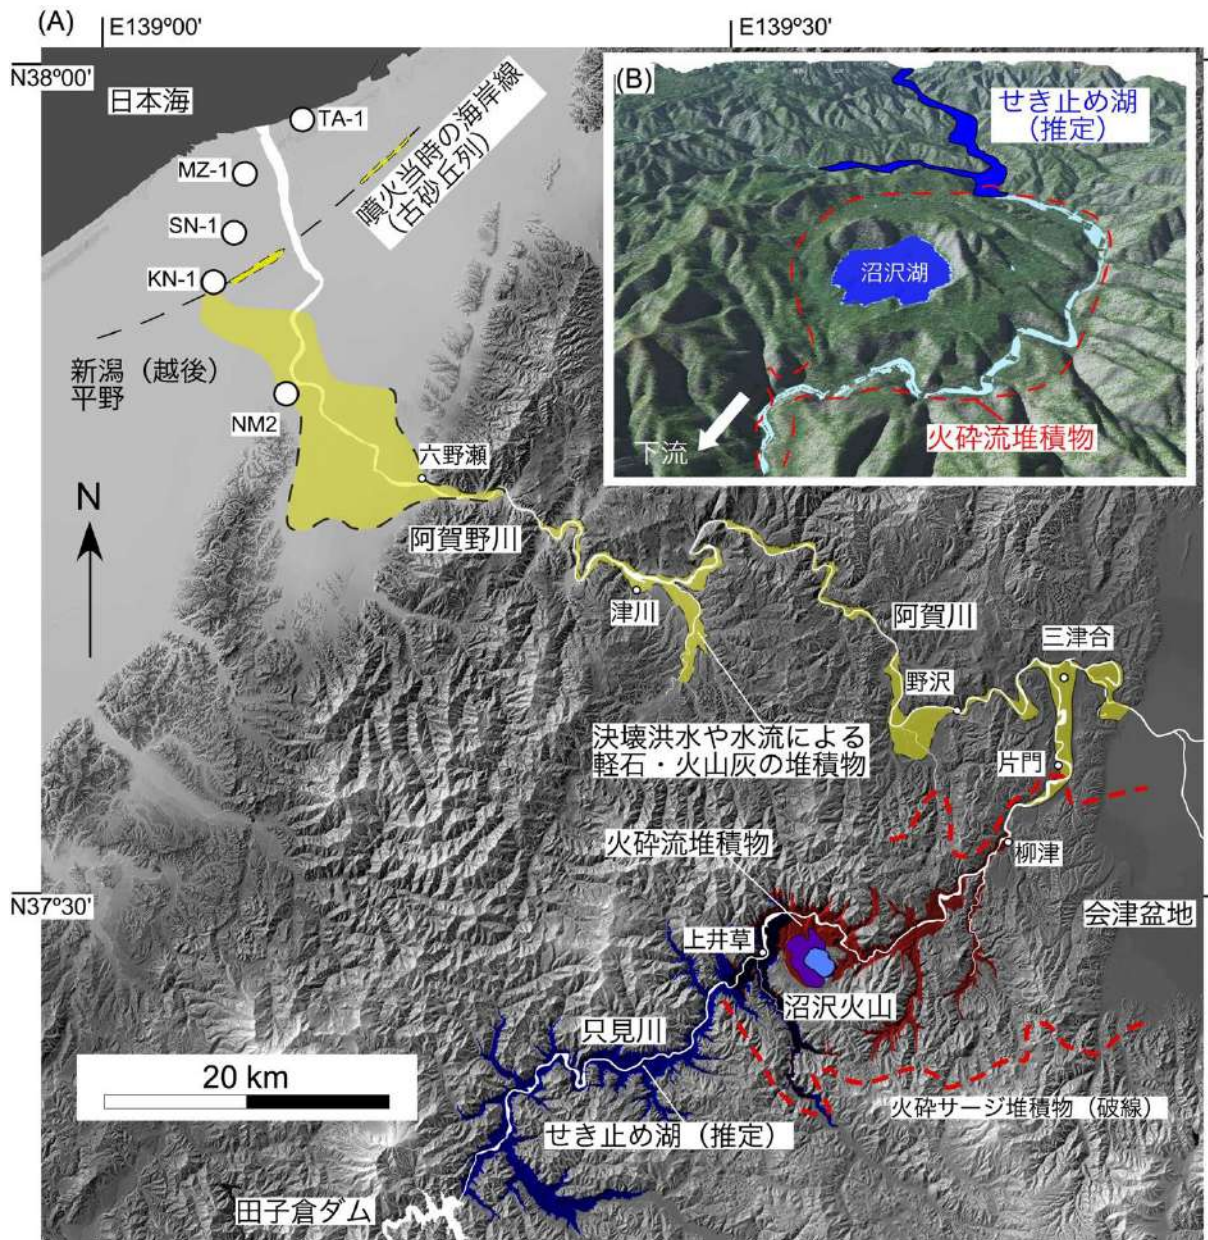 (A)
E139°00'
E139°30'
N38°00'
日本海
TA-1
MZ-1
SN-1
KN-1
噴火当時の海岸線
(古砂丘列)
新潟（越後）
平野
NM2
六野瀬
N
阿賀野川
津川
阿賀川
三津合
野沢
決壊洪水や水流による
軽石・火山灰の堆積物
片門
火砕流堆積物
柳津
N37°30'
会津盆地
上井草
沼沢火山
只見川
20 km
火砕サージ堆積物（破線）
せき止め湖（推定）
田子倉ダム
(B)
せき止め湖
（推定）
沼沢湖
火砕流堆積物
下流